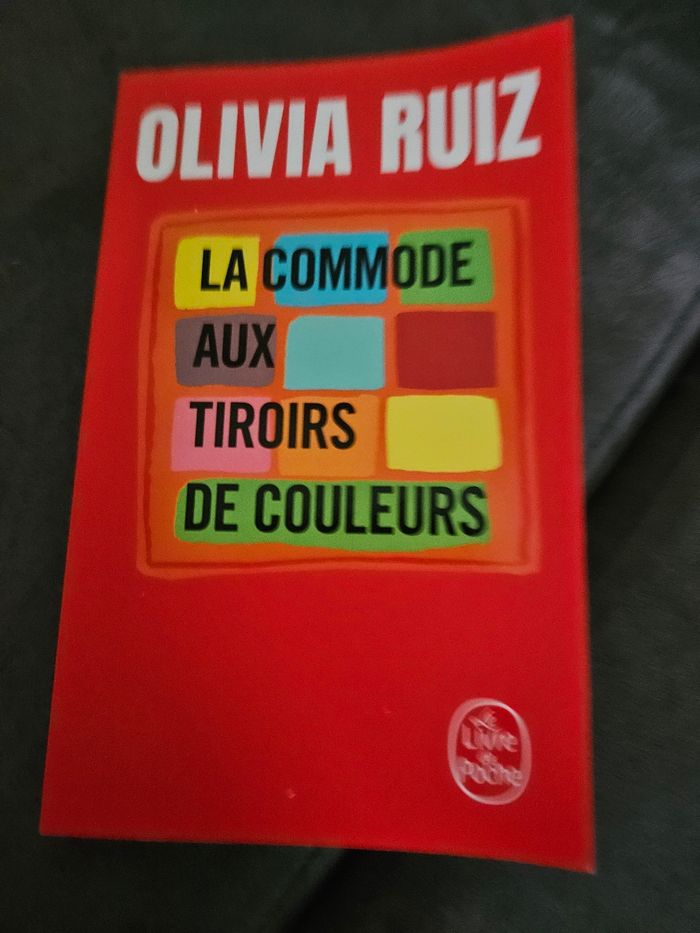 OLIVIA RUIZ
LA COMMODE
AUX
TIROIRS
DE COULEURS
Le
Livre
de
Poche